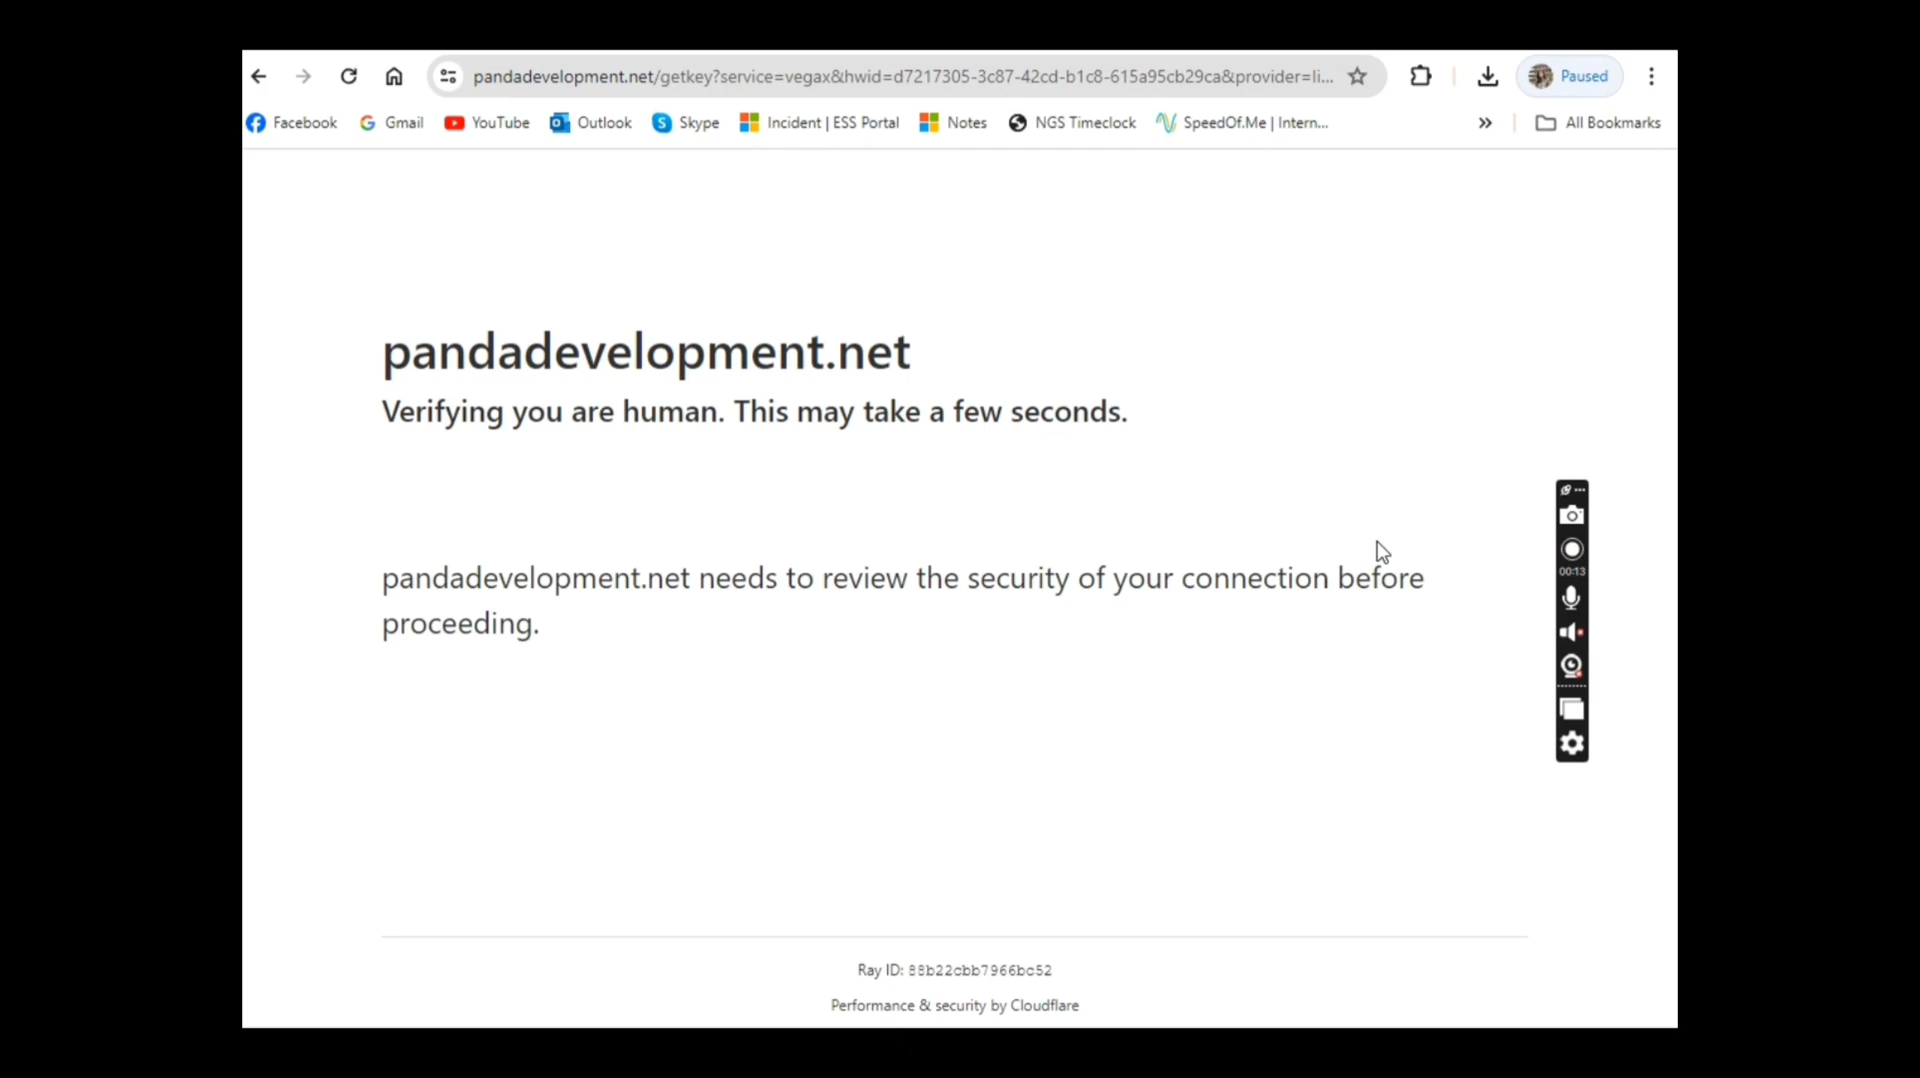 pandadevelopment.net/getkey?service=vegax&hwid=d7217305-3c87-42cd-b1c8-615a95cb29ca&provider=li...
Paused
Facebook Gmail YouTube Outlook Skype Incident | ESS Portal Notes NGS Timeclock SpeedOf.Me | Intern... All Bookmarks
pandadevelopment.net
Verifying you are human. This may take a few seconds.
pandadevelopment.net needs to review the security of your connection before
proceeding.
00:13
Ray ID: 88b22cbb7966bc52
Performance & security by Cloudflare